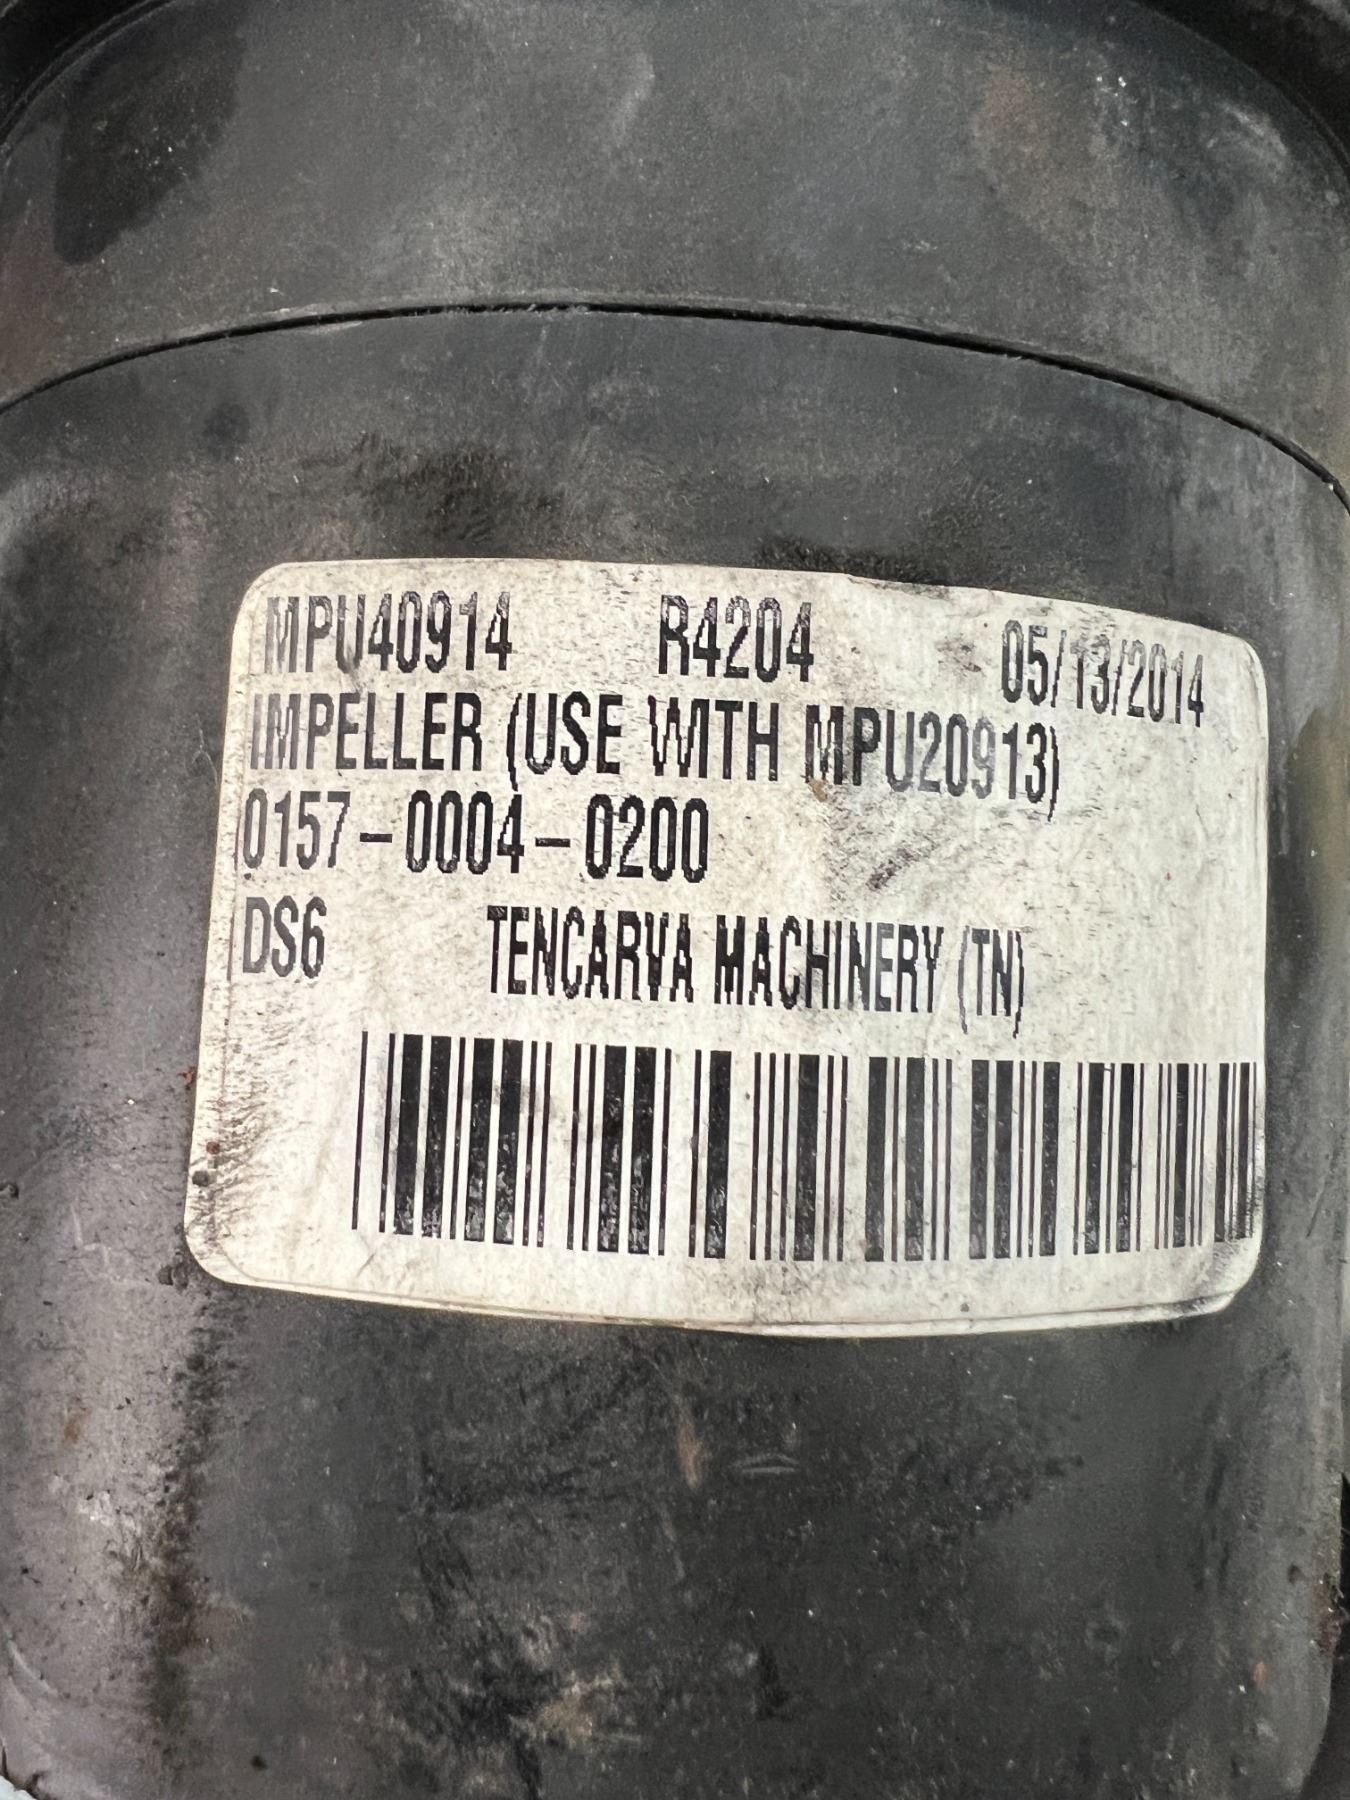 MPU40914 R4204 05/13/2014
IMPELLER (USE WITH MPU20913)
0157-0004-0200
DS6 TENCARVA MACHINERY (TN)